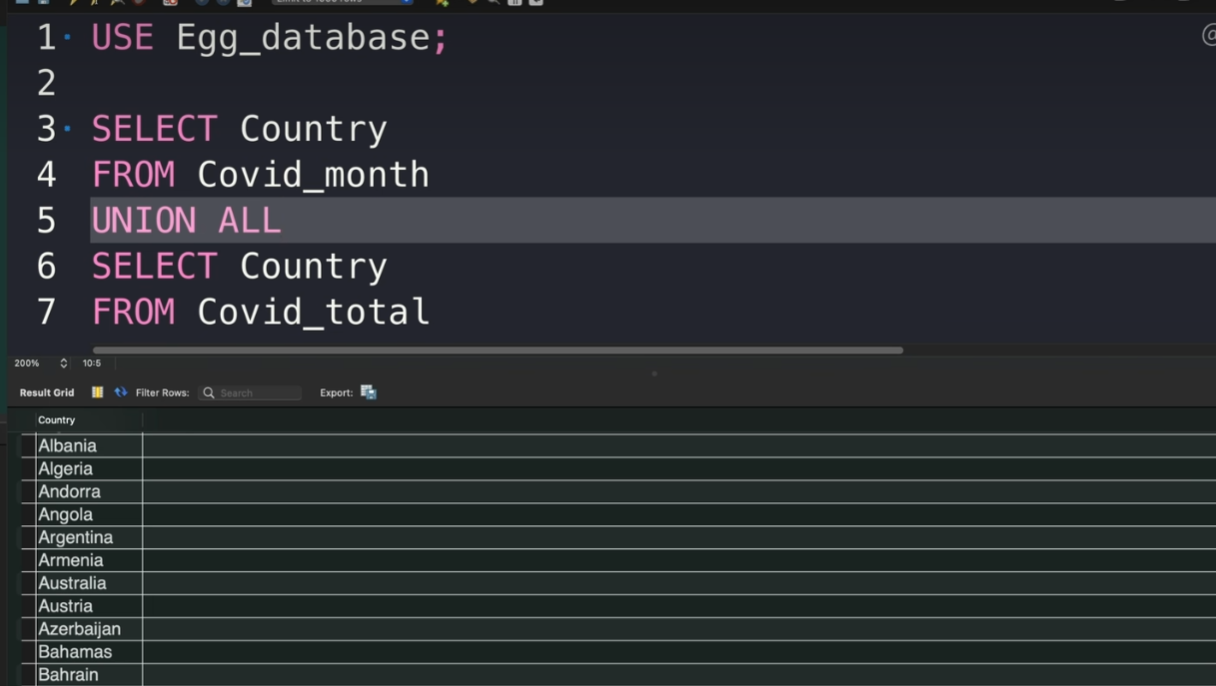 1 USE Egg_database;
2
3 SELECT Country
4 FROM Covid_month
5 UNION ALL
6 SELECT Country
7 FROM Covid_total
200% 10:5
Result Grid Filter Rows: Search Export:
Country
Albania
Algeria
Andorra
Angola
Argentina
Armenia
Australia
Austria
Azerbaijan
Bahamas
Bahrain